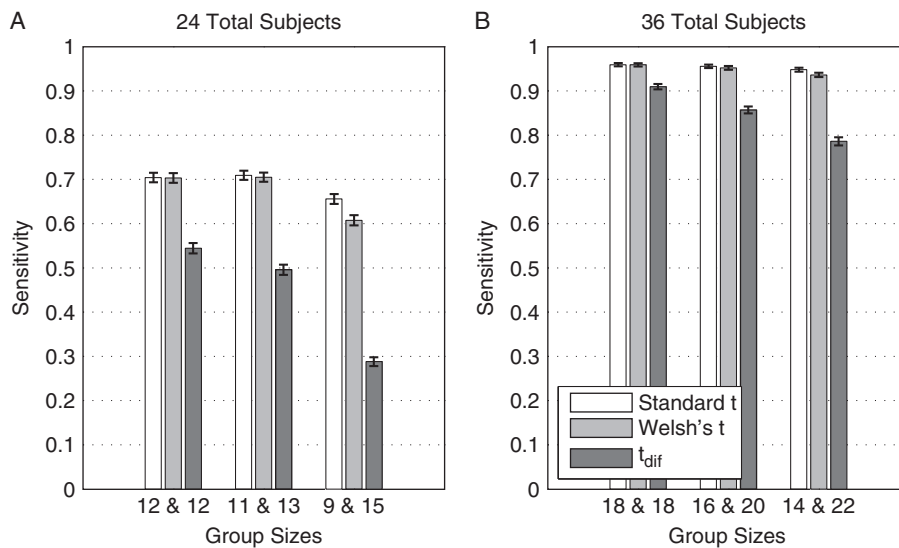 A
24 Total Subjects
1
0.9
0.8
0.7
0.6
0.5
0.4
0.3
0.2
0.1
0
Sensitivity
12 & 12
11 & 13
9 & 15
Group Sizes
B
36 Total Subjects
1
0.9
0.8
0.7
0.6
0.5
0.4
0.3
0.2
0.1
0
Sensitivity
Standard t
Welsh's t
t_dif
18 & 18
16 & 20
14 & 22
Group Sizes